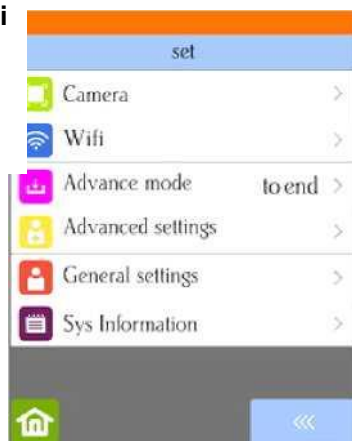 i
set
Camera
Wifi
Advance mode to end
Advanced settings
General settings
Sys Information